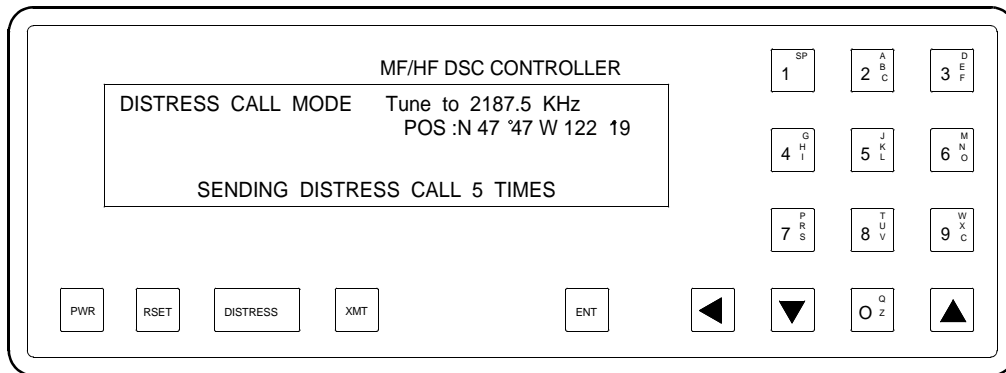 MF/HF DSC CONTROLLER
DISTRESS CALL MODE Tune to 2187.5 KHz
POS :N 47 °47 W 122 °19
SENDING DISTRESS CALL 5 TIMES
1 SP
2 A B C
3 D E F
4 G H I
5 J K L
6 M N O
7 P R S
8 T U V
9 W X C
O Q Z
PWR RSET DISTRESS XMT ENT